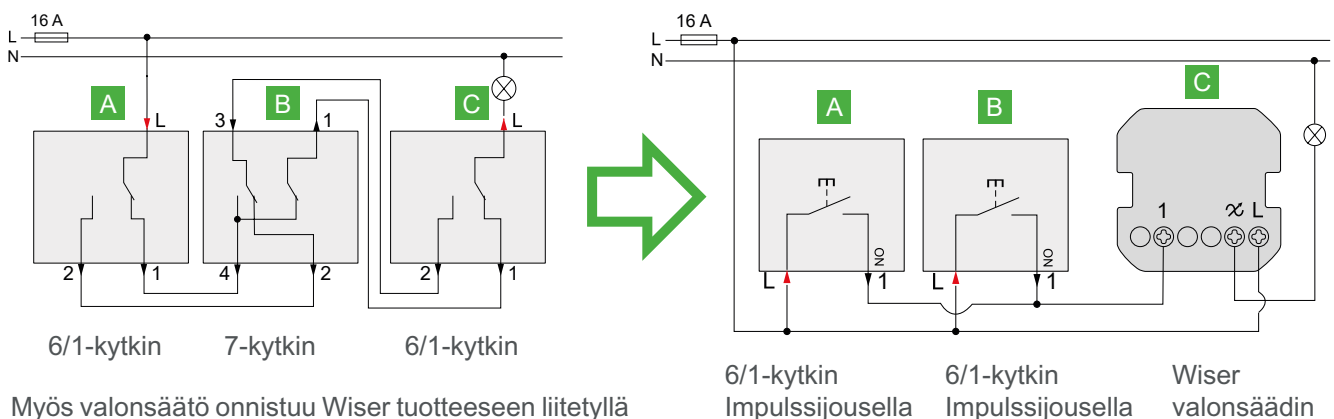 16 A
L
N
A
B
C
L
3
1
L
2
1
4
2
2
1
6/1-kytkin
7-kytkin
6/1-kytkin
Myös valonsäätö onnistuu Wiser tuotteeseen liitetyllä
16 A
L
N
A
B
C
1
L
NO
NO
L
1
L
1
6/1-kytkin
Impulssijousella
6/1-kytkin
Impulssijousella
Wiser
valonsäädin